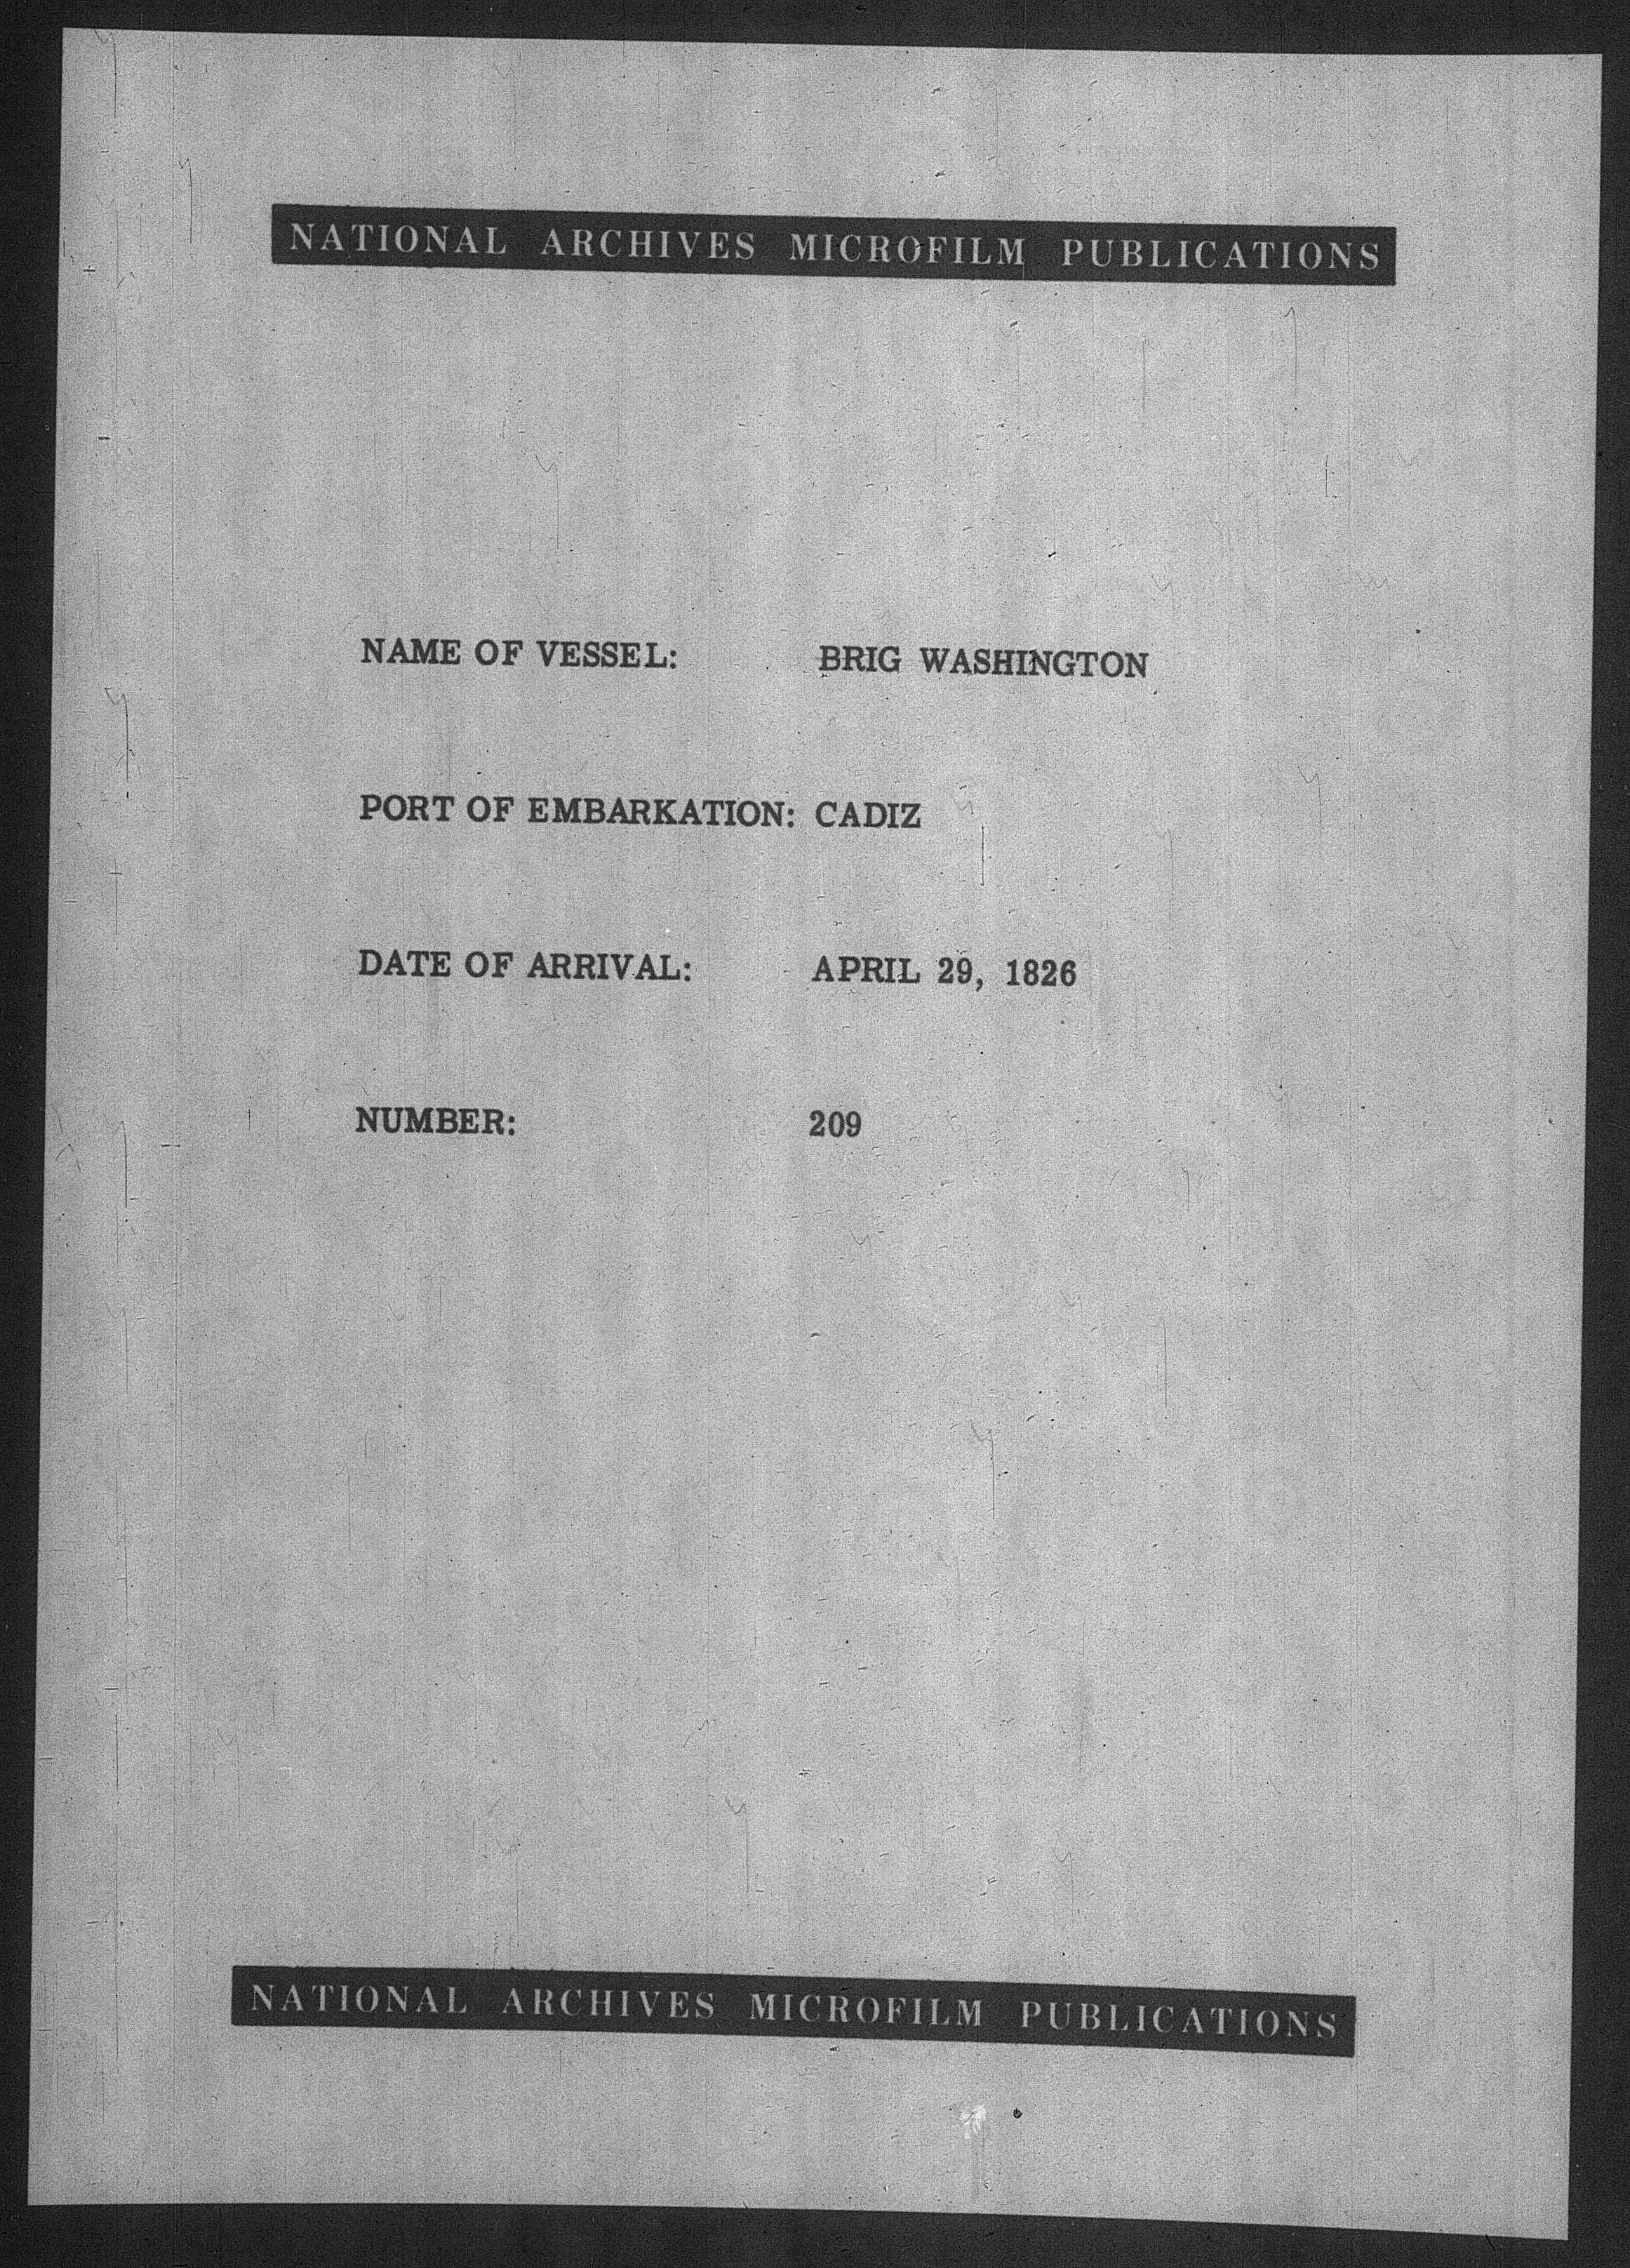 NATIONAL ARCHIVES MICROFILM PUBLICATIONS
NAME OF VESSEL: BRIG WASHINGTON
PORT OF EMBARKATION: CADIZ
DATE OF ARRIVAL: APRIL 29, 1826
NUMBER: 209
NATIONAL ARCHIVES MICROFILM PUBLICATIONS